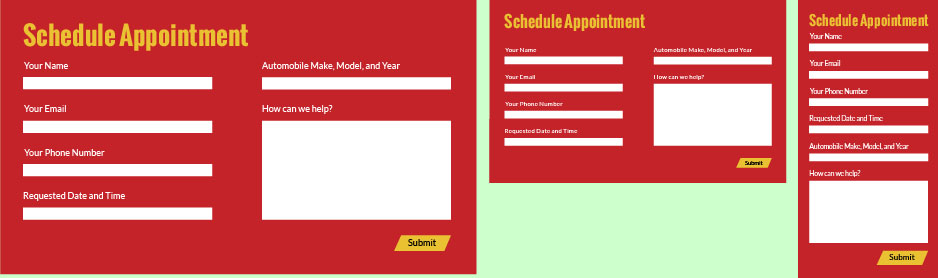 Schedule Appointment
Your Name
Your Email
Your Phone Number
Requested Date and Time
Automobile Make, Model, and Year
How can we help?
Submit
Schedule Appointment
Your Name
Your Email
Your Phone Number
Requested Date and Time
Automobile Make, Model, and Year
How can we help?
Submit
Schedule Appointment
Your Name
Your Email
Your Phone Number
Requested Date and Time
Automobile Make, Model, and Year
How can we help?
Submit